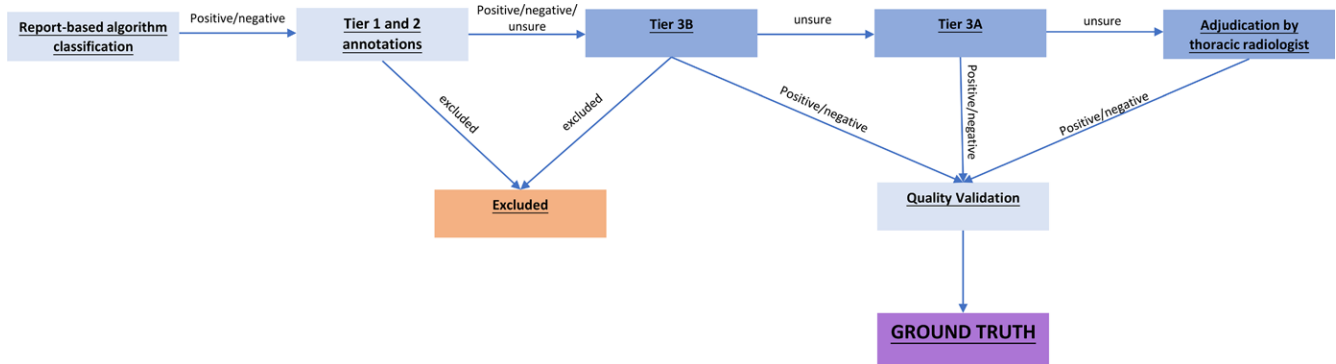 Report-based algorithm
classification
Positive/negative
Tier 1 and 2
annotations
Positive/negative/
unsure
Tier 3B
unsure
Tier 3A
unsure
Adjudication by
thoracic radiologist
excluded
excluded
Positive/negative
Positive/negative
Positive/negative
Excluded
Quality Validation
GROUND TRUTH